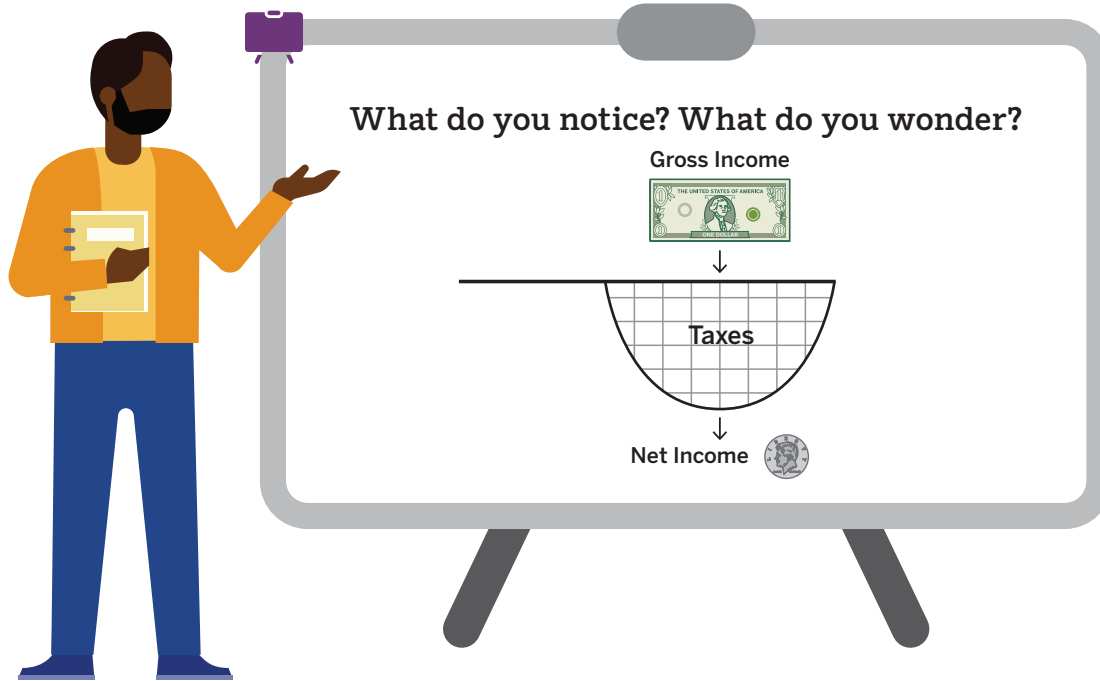 What do you notice? What do you wonder?
Gross Income
THE UNITED STATES OF AMERICA
ONE DOLLAR
Taxes
Net Income
LIBERTY